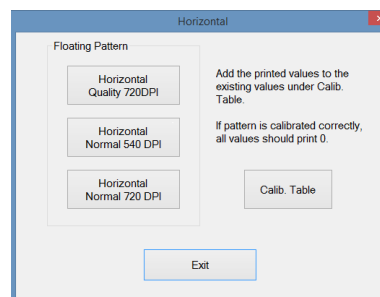 Horizontal
x
Floating Pattern
Horizontal
Quality 720DPI
Horizontal
Normal 540 DPI
Horizontal
Normal 720 DPI
Add the printed values to the
existing values under Calib.
Table.
If pattern is calibrated correctly,
all values should print 0.
Calib. Table
Exit